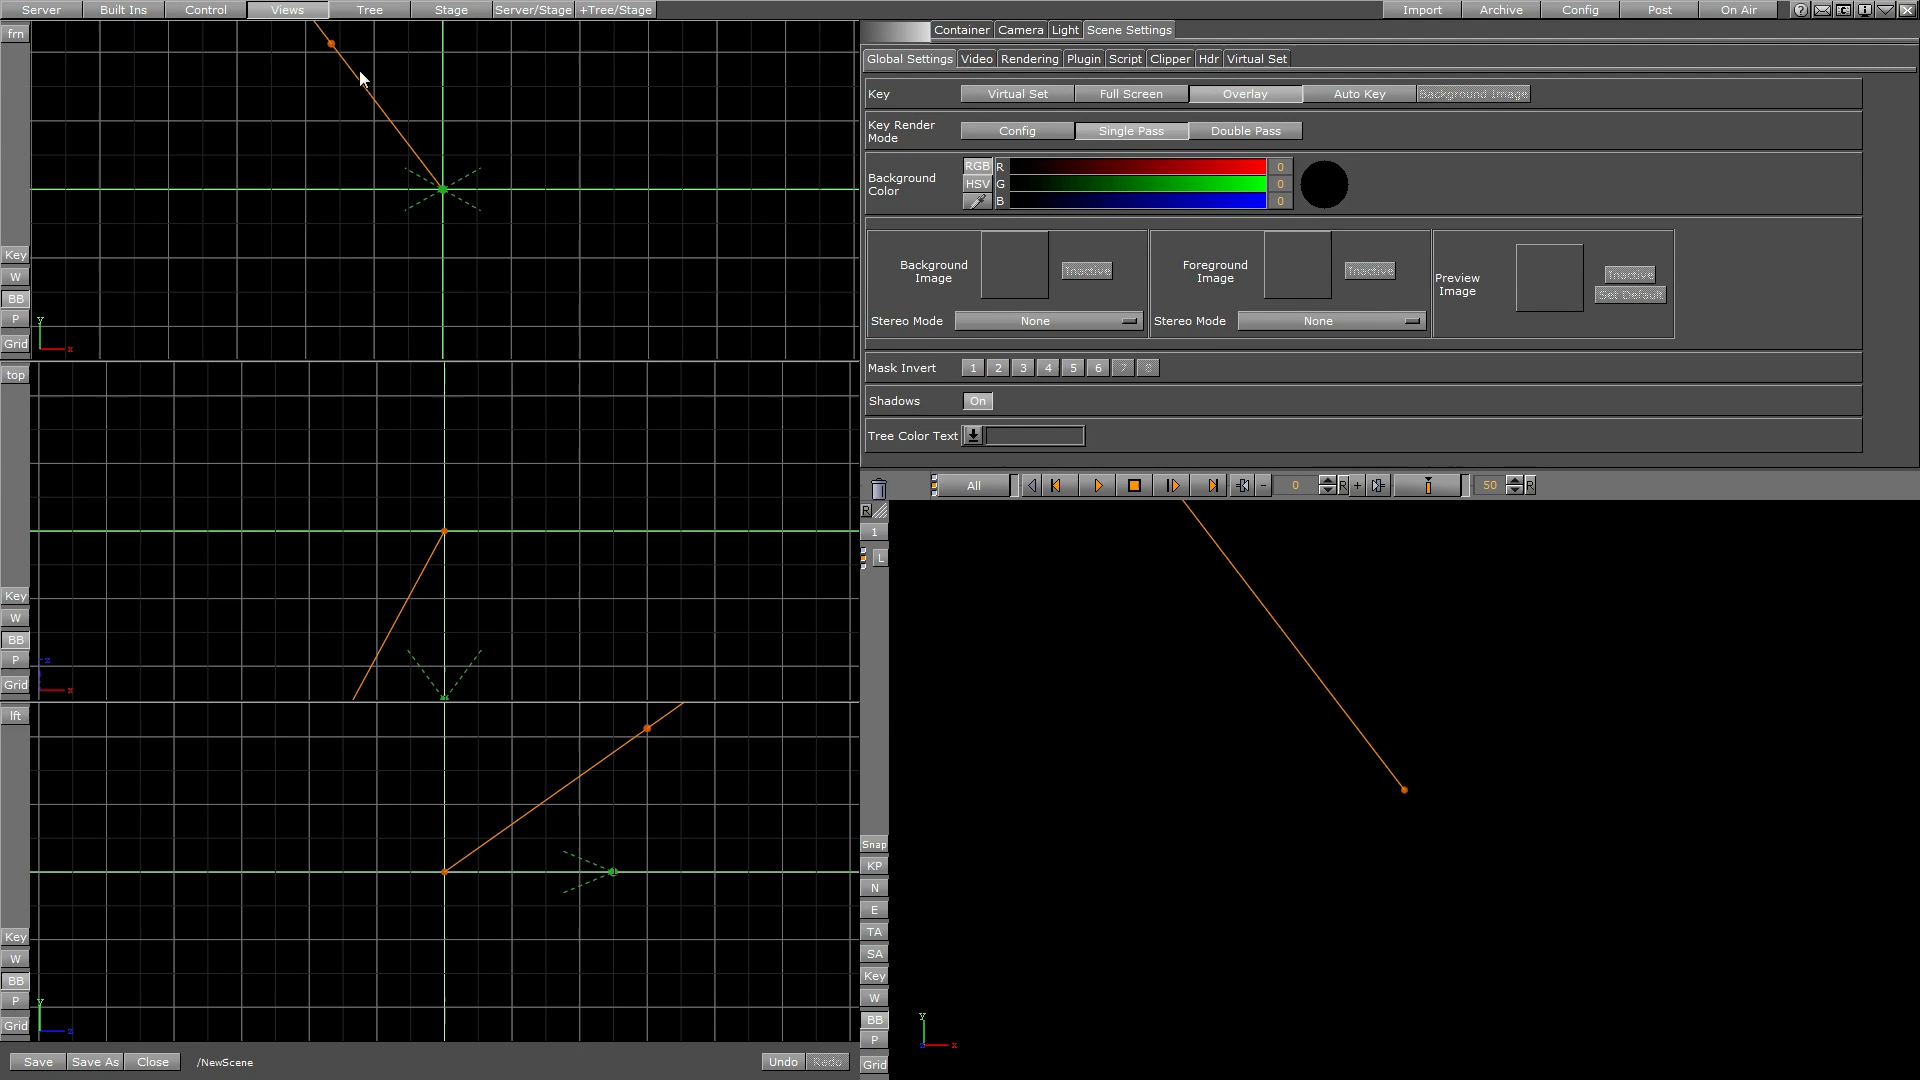 Server Built Ins Control Views Tree Stage Server/Stage +Tree/Stage Import Archive Config Post On Air ?
frn
Container Camera Light Scene Settings
Global Settings Video Rendering Plugin Script Clipper Hdr Virtual Set
Key Virtual Set Full Screen Overlay Auto Key Background Image
Key Render Mode Config Single Pass Double Pass
Background Color RGB HSV
R 0
G 0
B 0
Background Image Inactive
Foreground Image Inactive
Preview Image Inactive
Set Default
Stereo Mode None
Stereo Mode None
Mask Invert 1 2 3 4 5 6 7 8
Shadows On
Tree Color Text
All - 0 R + 50 R
R
1
L
Snap
KP
N
E
TA
SA
Key
W
BB
P
Grid
Y
x
Key
W
BB
P
Grid
Y
x
top
Key
W
BB
P
Grid
x
lft
Key
W
BB
P
Grid
Y
Save Save As Close /NewScene Undo Redo